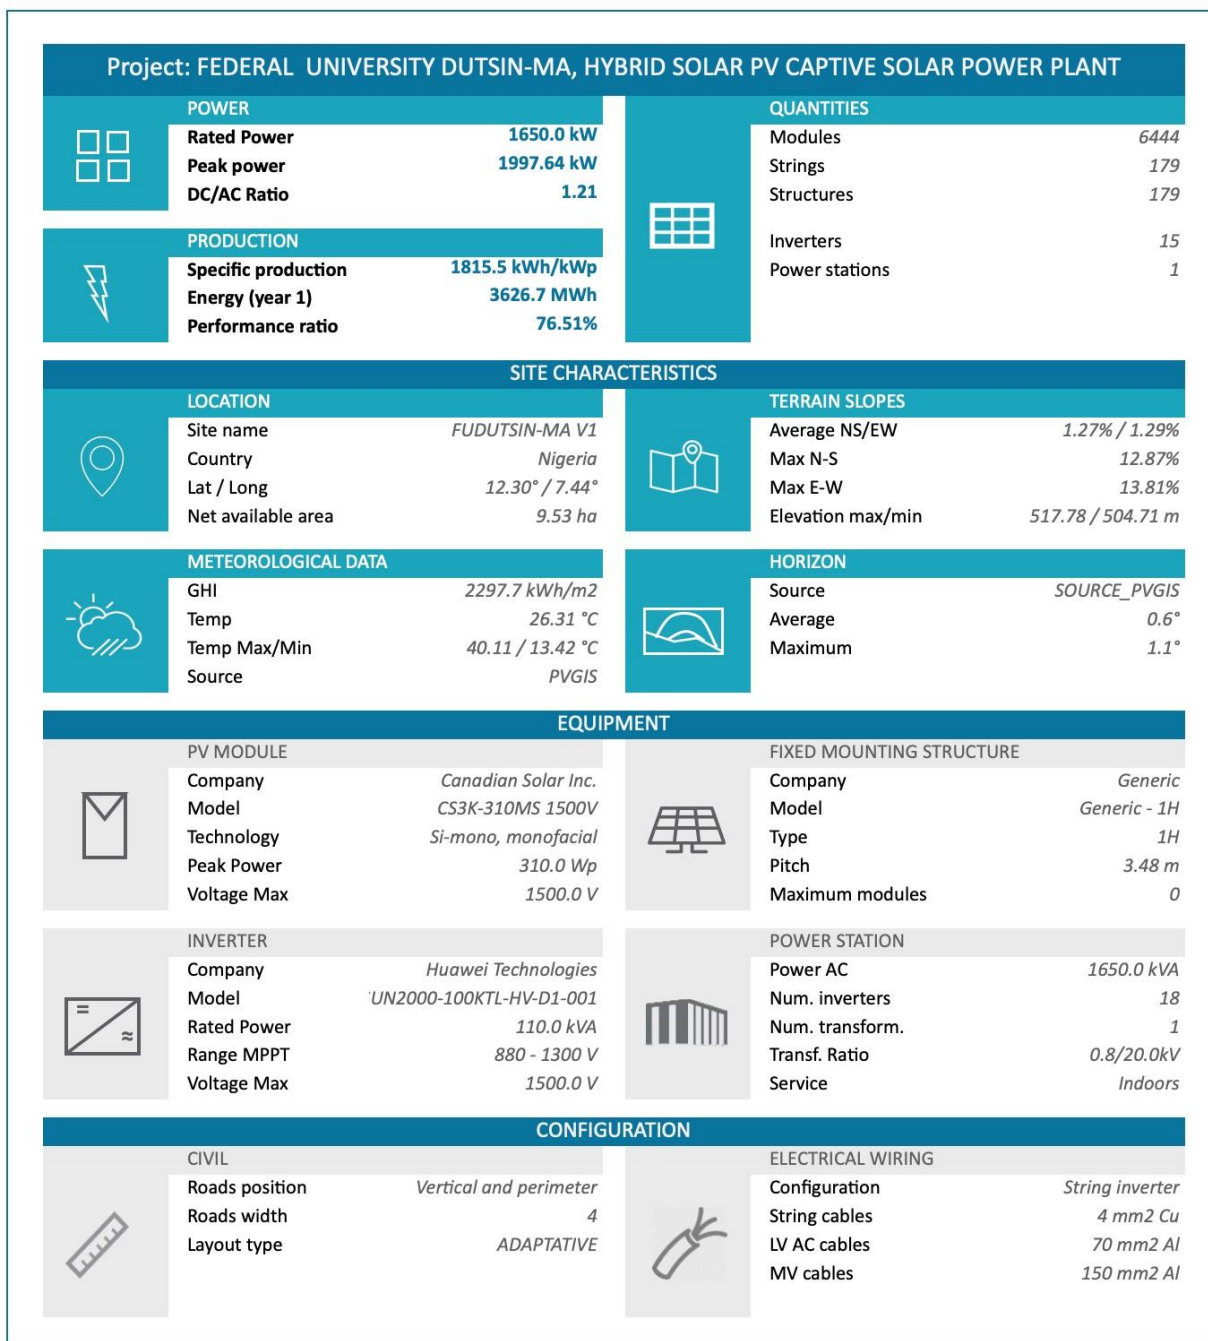 Project: FEDERAL UNIVERSITY DUTSIN-MA, HYBRID SOLAR PV CAPTIVE SOLAR POWER PLANT
POWER
Rated Power 1650.0 kW
Peak power 1997.64 kW
DC/AC Ratio 1.21
PRODUCTION
Specific production 1815.5 kWh/kWp
Energy (year 1) 3626.7 MWh
Performance ratio 76.51%
QUANTITIES
Modules 6444
Strings 179
Structures 179
Inverters 15
Power stations 1
SITE CHARACTERISTICS
LOCATION
Site name FUDUTSIN-MA V1
Country Nigeria
Lat / Long 12.30° / 7.44°
Net available area 9.53 ha
TERRAIN SLOPES
Average NS/EW 1.27% / 1.29%
Max N-S 12.87%
Max E-W 13.81%
Elevation max/min 517.78 / 504.71 m
METEOROLOGICAL DATA
GHI 2297.7 kWh/m2
Temp 26.31 °C
Temp Max/Min 40.11 / 13.42 °C
Source PVGIS
HORIZON
Source SOURCE_PVGIS
Average 0.6°
Maximum 1.1°
EQUIPMENT
PV MODULE
Company Canadian Solar Inc.
Model CS3K-310MS 1500V
Technology Si-mono, monofacial
Peak Power 310.0 Wp
Voltage Max 1500.0 V
FIXED MOUNTING STRUCTURE
Company Generic
Model Generic - 1H
Type 1H
Pitch 3.48 m
Maximum modules 0
INVERTER
Company Huawei Technologies
Model UN2000-100KTL-HV-D1-001
Rated Power 110.0 kVA
Range MPPT 880 - 1300 V
Voltage Max 1500.0 V
POWER STATION
Power AC 1650.0 kVA
Num. inverters 18
Num. transform. 1
Transf. Ratio 0.8/20.0kV
Service Indoors
CONFIGURATION
CIVIL
Roads position Vertical and perimeter
Roads width 4
Layout type ADAPTATIVE
ELECTRICAL WIRING
Configuration String inverter
String cables 4 mm2 Cu
LV AC cables 70 mm2 Al
MV cables 150 mm2 Al